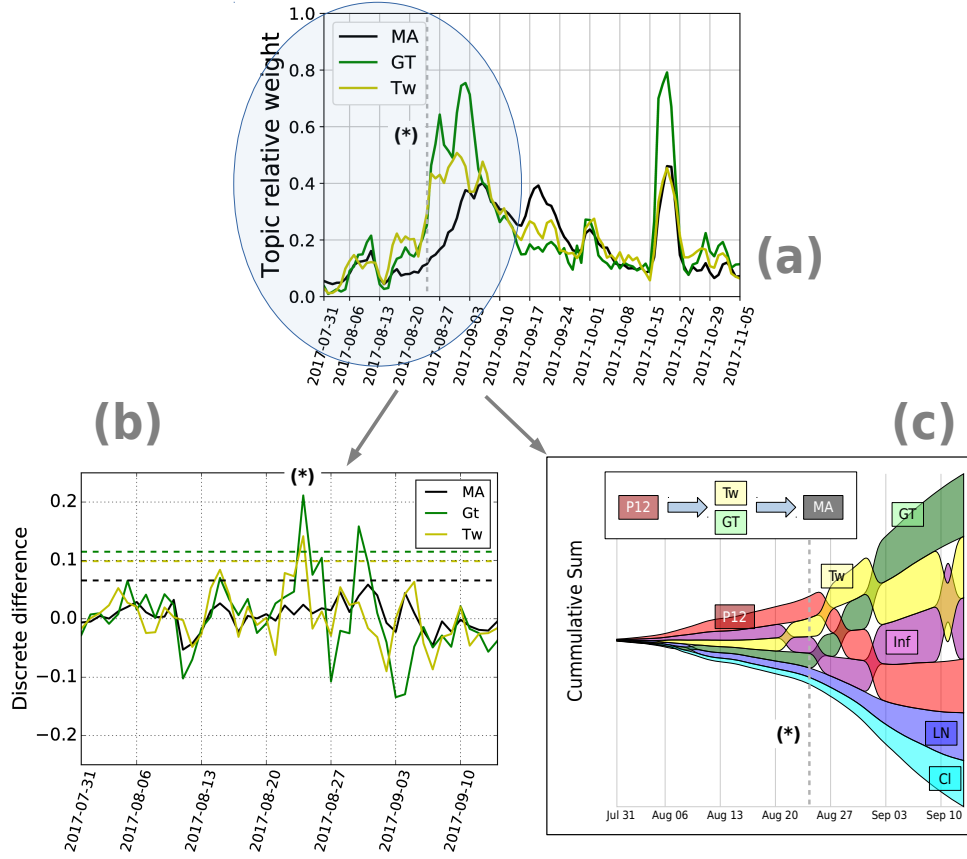 1.0
0.8
0.6
0.4
0.2
0.0
Topic relative weight
MA
GT
Tw
(*)
(a)
2017-07-31
2017-08-06
2017-08-13
2017-08-20
2017-08-27
2017-09-03
2017-09-10
2017-09-17
2017-09-24
2017-10-01
2017-10-08
2017-10-15
2017-10-22
2017-10-29
2017-11-05
(b)
(*)
0.2
0.1
0.0
−0.1
−0.2
Discrete difference
MA
Gt
Tw
2017-07-31
2017-08-06
2017-08-13
2017-08-20
2017-08-27
2017-09-03
2017-09-10
(c)
Cummulative Sum
P12
Tw
GT
MA
GT
Tw
P12
Inf
LN
Cl
(*)
Jul 31
Aug 06
Aug 13
Aug 20
Aug 27
Sep 03
Sep 10